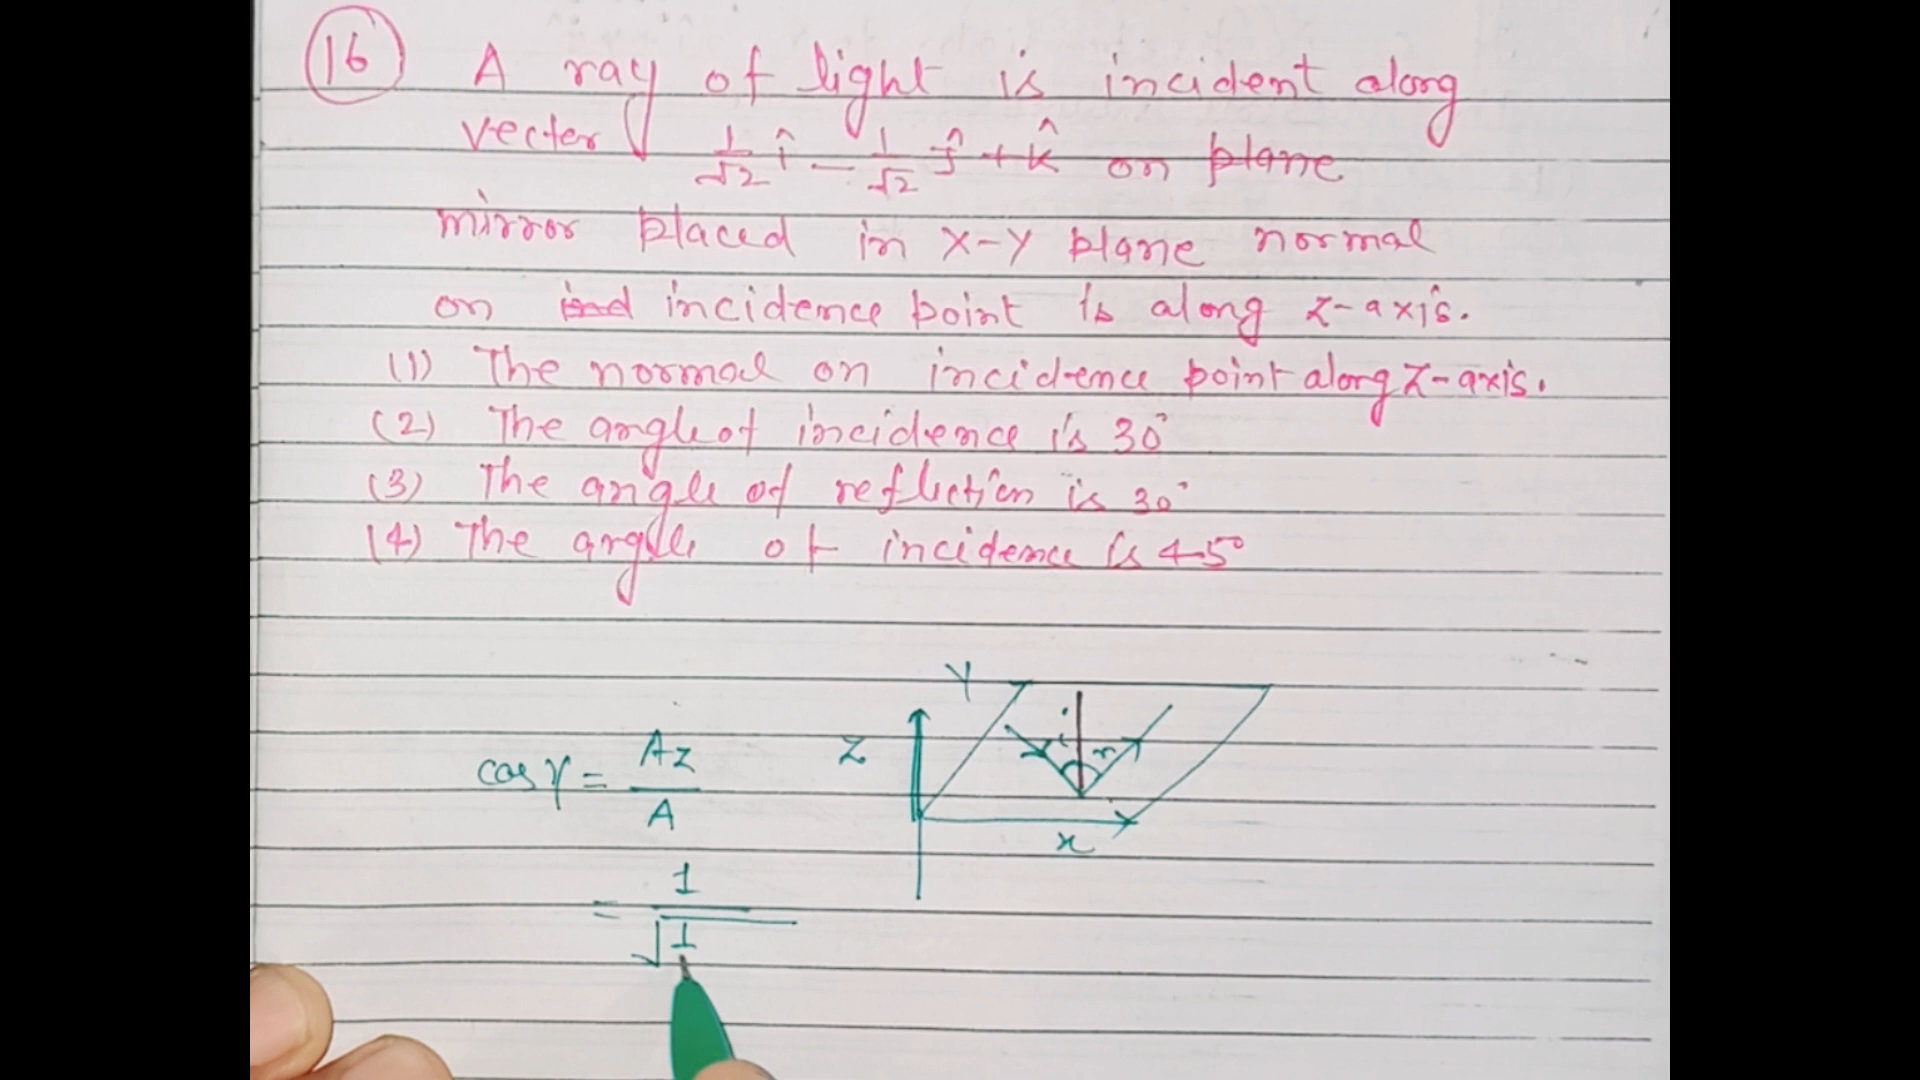 16 A ray of light is incident along
vecter 1/√2 î - 1/√2 ĵ + k̂ on plane
mirror placed in x-y plane normal
on ind incidence point is along z-axis.
(1) The normal on incidence point along z-axis.
(2) The angle of incidence is 30°
(3) The angle of reflection is 30°
(4) The angle of incidence is 45°
Y
i
i
r
Z
x
cos γ = Az/A
= 1/√1